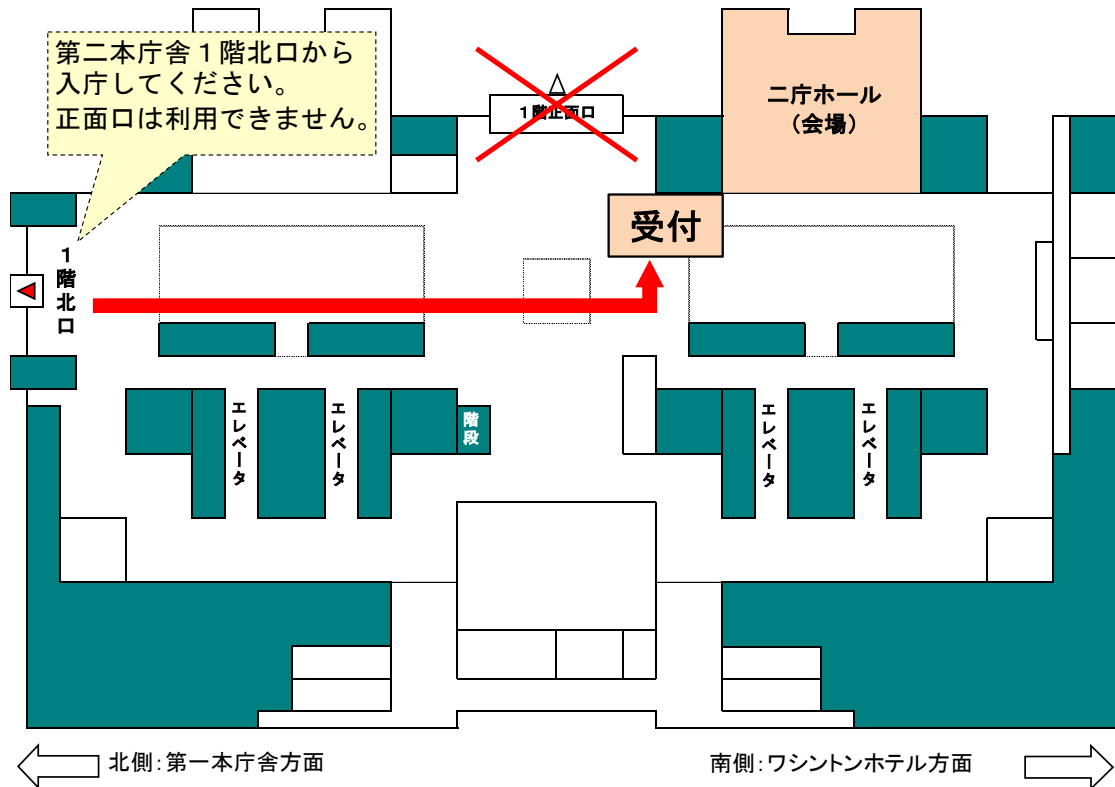 第二本庁舎1階北口から
入庁してください。
正面口は利用できません。
1階正面口
二庁ホール
(会場)
受付
1階北口
エレベータ
エレベータ
階段
エレベータ
エレベータ
北側:第一本庁舎方面
南側:ワシントンホテル方面